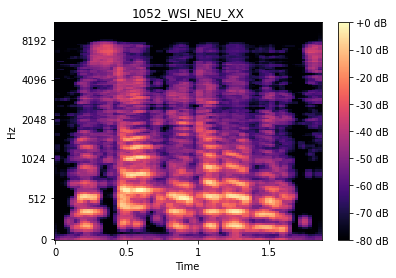 1052_WSI_NEU_XX
8192
4096
2048
1024
512
0
Hz
0
0.5
1
1.5
Time
+0 dB
-10 dB
-20 dB
-30 dB
-40 dB
-50 dB
-60 dB
-70 dB
-80 dB